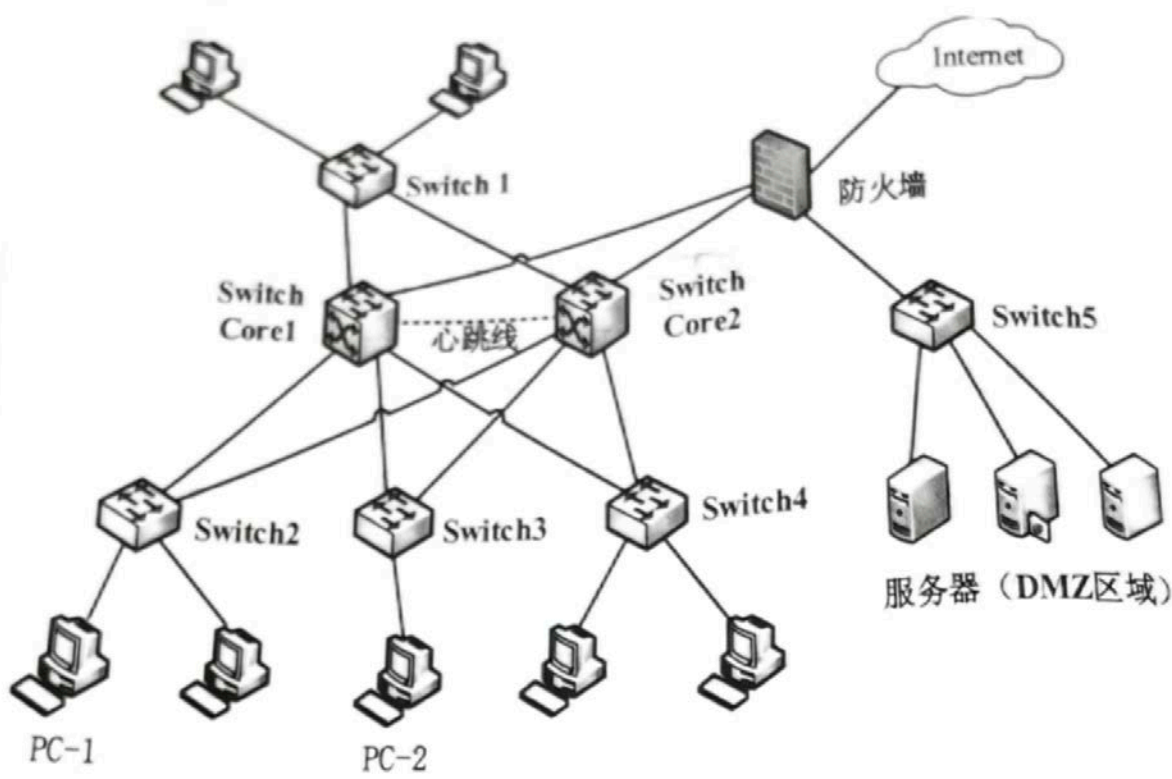 Internet
防火墙
Switch 1
Switch
Core1
心跳线
Switch
Core2
Switch5
Switch2
Switch3
Switch4
服务器（DMZ区域）
PC-1
PC-2